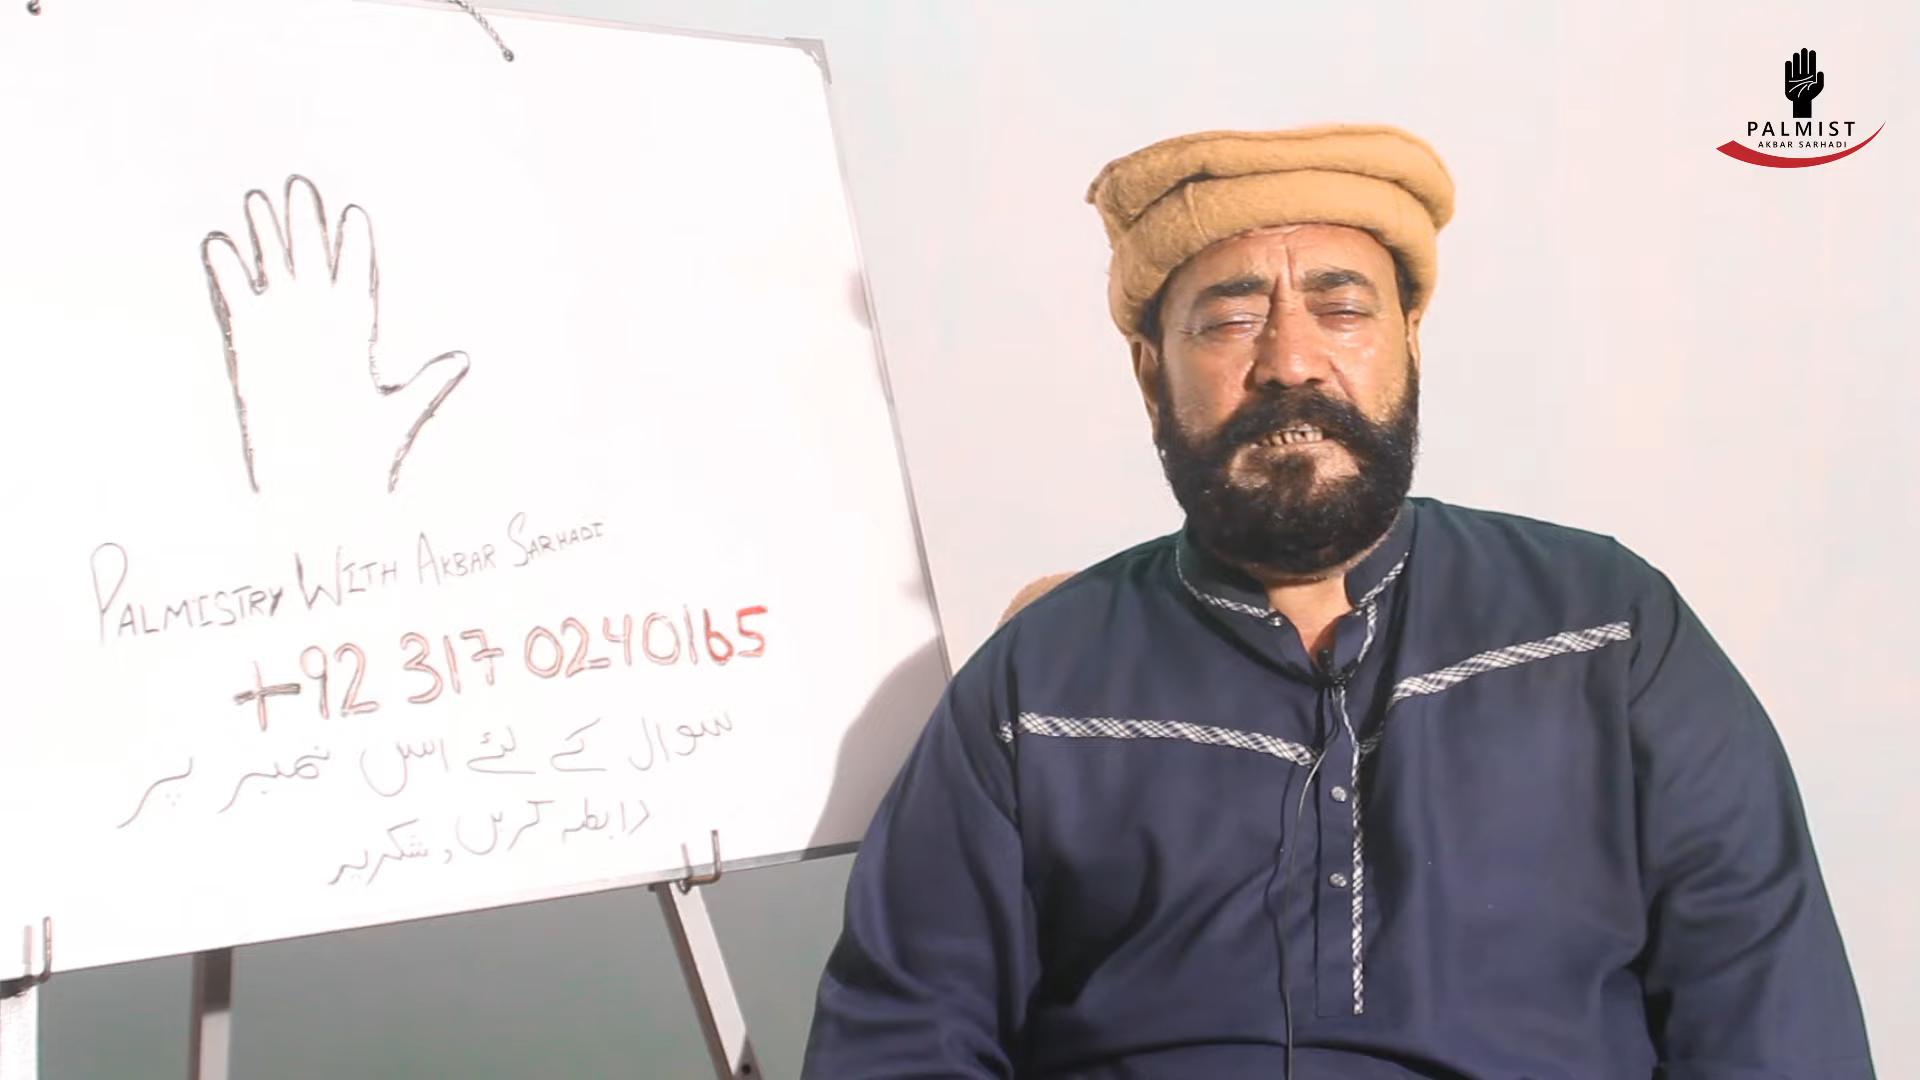 PALMISTRY WITH AKBAR SARHADI
+92 317 0240165
سوال کے لئے اس نمبر پر
رابطہ کریں، شکریہ
PALMIST
AKBAR SARHADI